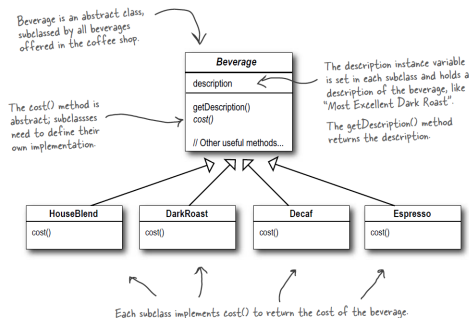 Beverage is an abstract class,
subclassed by all beverages
offered in the coffee shop.
Beverage
description
getDescription()
cost()
// Other useful methods...
The description instance variable
is set in each subclass and holds a
description of the beverage, like
“Most Excellent Dark Roast”.
The getDescription() method
returns the description.
The cost() method is
abstract; subclassses
need to define their
own implementation.
HouseBlend
cost()
DarkRoast
cost()
Decaf
cost()
Espresso
cost()
Each subclass implements cost() to return the cost of the beverage.